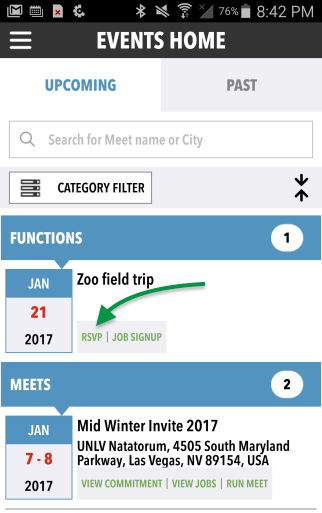 76% 8:42 PM
EVENTS HOME
UPCOMING PAST
Search for Meet name or City
CATEGORY FILTER
FUNCTIONS 1
JAN
21
2017
Zoo field trip
RSVP | JOB SIGNUP
MEETS 2
JAN
7 - 8
2017
Mid Winter Invite 2017
UNLV Natatorum, 4505 South Maryland
Parkway, Las Vegas, NV 89154, USA
VIEW COMMITMENT | VIEW JOBS | RUN MEET